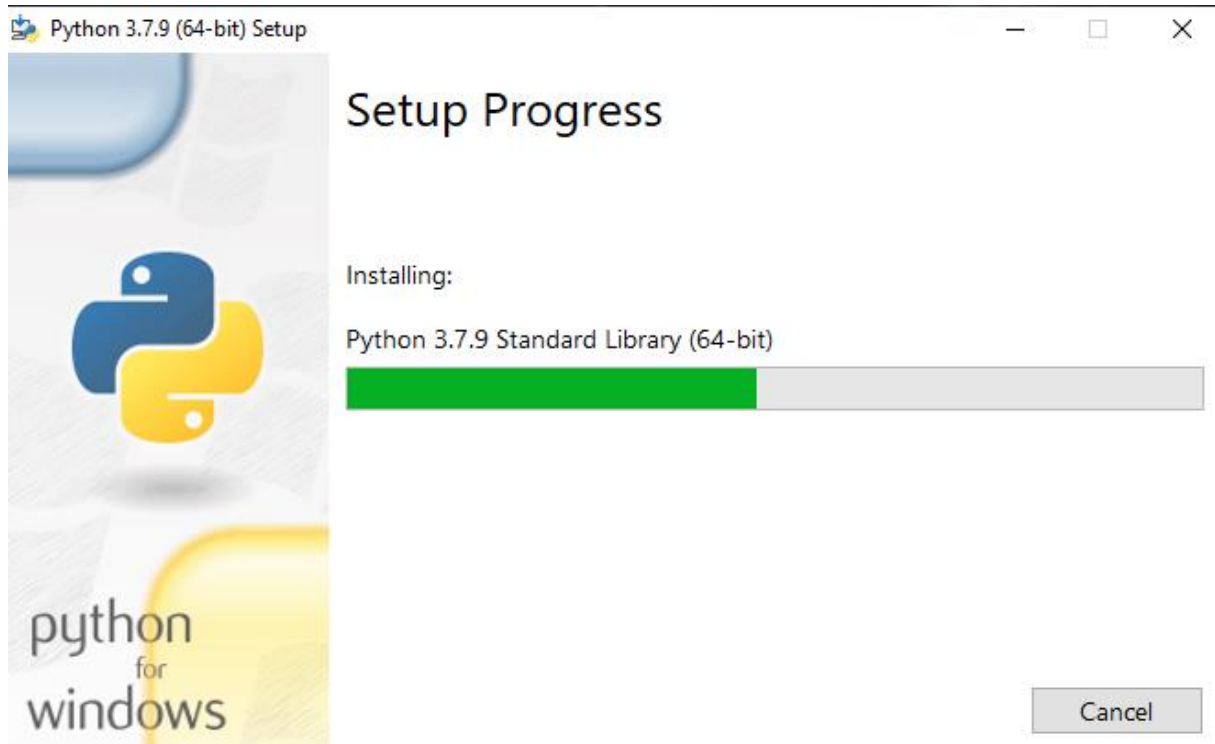 Python 3.7.9 (64-bit) Setup
Setup Progress
Installing:
Python 3.7.9 Standard Library (64-bit)
python
for
windows
Cancel